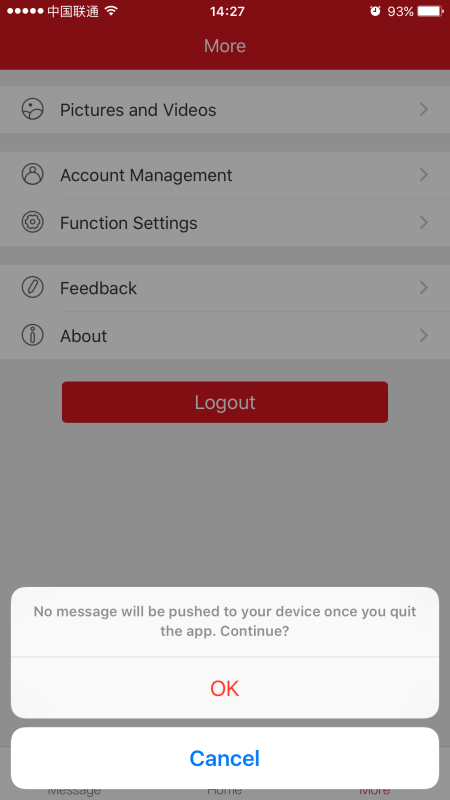 中国联通 14:27 93%
More
Pictures and Videos
Account Management
Function Settings
Feedback
About
Logout
No message will be pushed to your device once you quit
the app. Continue?
OK
Cancel
Message Home More